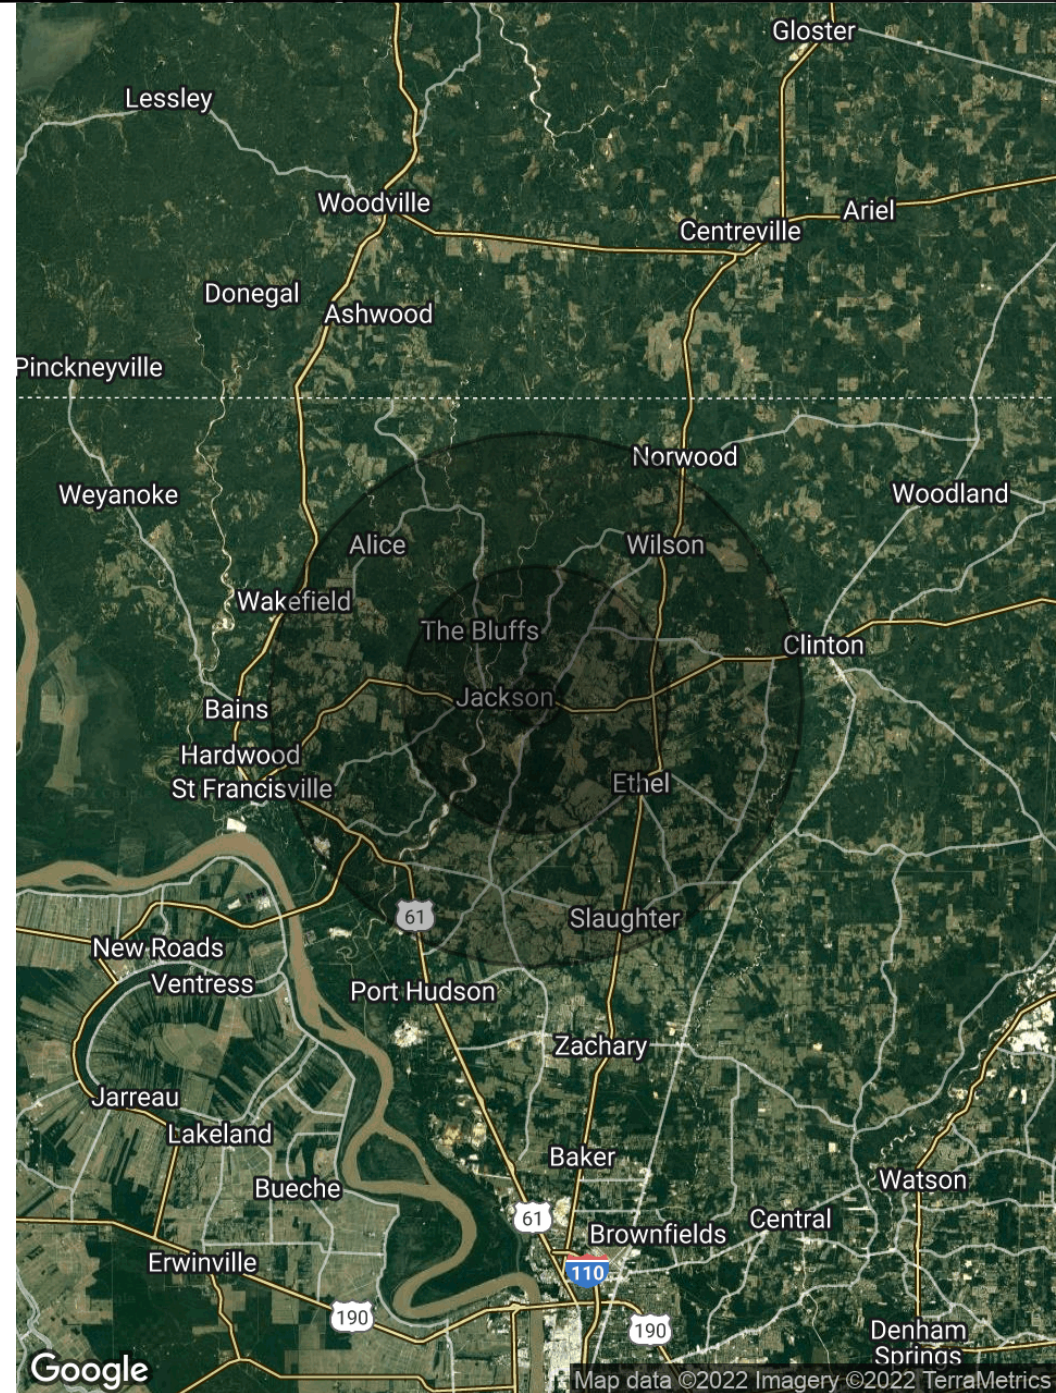 Gloster
Lessley
Woodville
Ariel
Centreville
Donegal
Ashwood
Pinckneyville
Norwood
Weyanoke
Woodland
Alice
Wilson
Wakefield
The Bluffs
Clinton
Jackson
Bains
Hardwood
St Francisville
Ethel
61
Slaughter
New Roads
Ventress
Port Hudson
Zachary
Jarreau
Lakeland
Baker
Bueche
Watson
61
Central
Brownfields
Erwinville
110
190
190
Denham
Springs
Google
Map data ©2022 Imagery ©2022 TerraMetrics